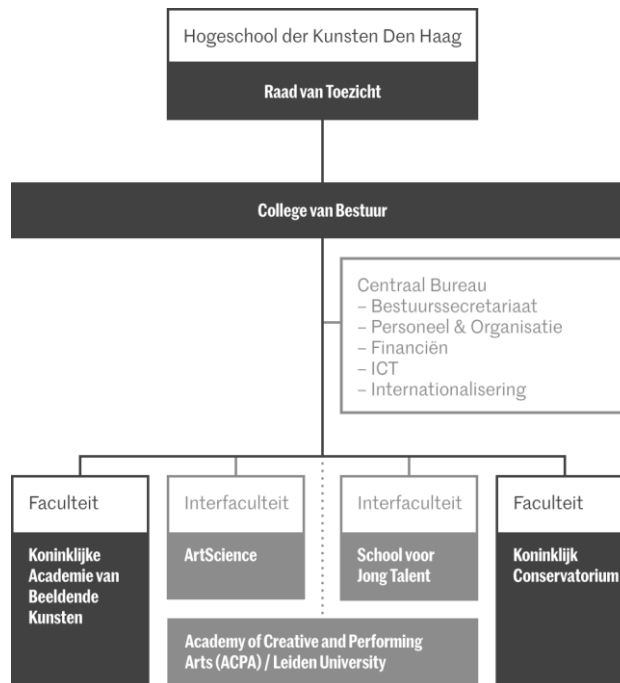 Hogeschool der Kunsten Den Haag
Raad van Toezicht
College van Bestuur
Centraal Bureau
– Bestuurssecretariaat
– Personeel & Organisatie
– Financiën
– ICT
– Internationalisering
Faculteit
Koninklijke
Academie van
Beeldende
Kunsten
Interfaculteit
ArtScience
Interfaculteit
School voor
Jong Talent
Faculteit
Koninklijk
Conservatorium
Academy of Creative and Performing
Arts (ACPA) / Leiden University